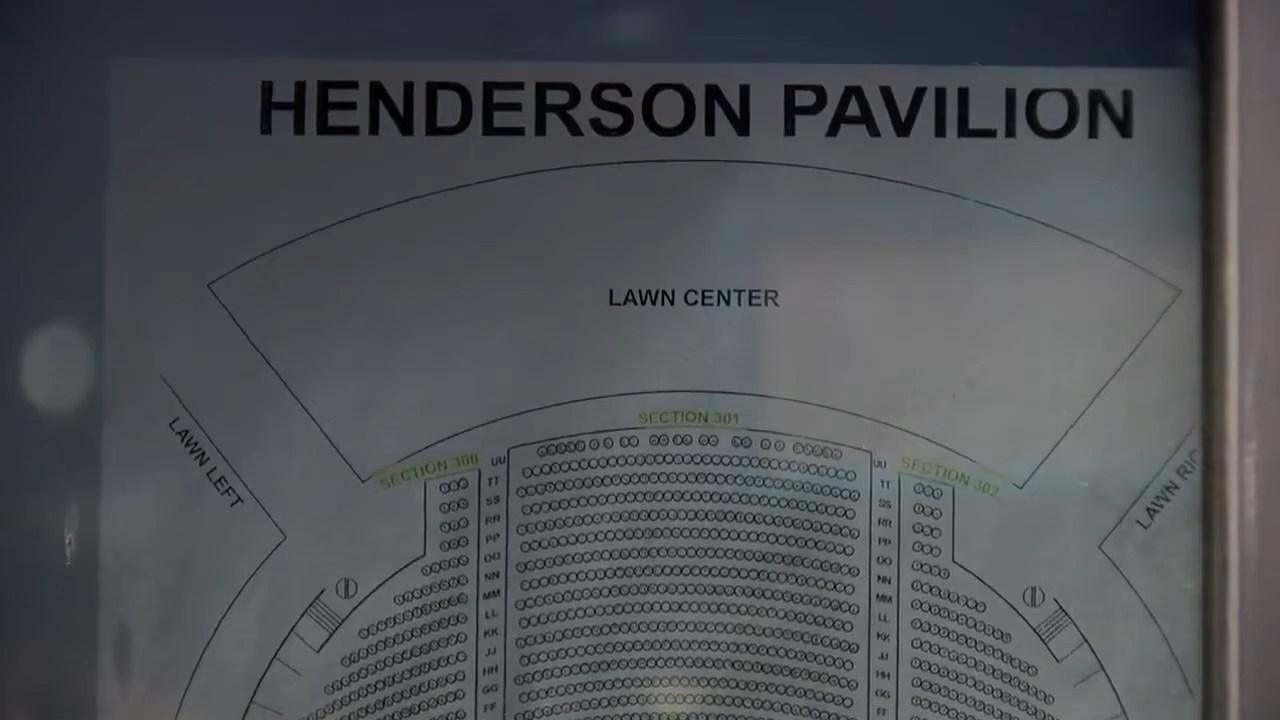 HENDERSON PAVILION
LAWN CENTER
SECTION 301
SECTION 300
SECTION 302
LAWN LEFT
LAWN RIG
UU
UU
TT
TT
SS
SS
RR
RR
PP
PP
OO
OO
NN
NN
MM
MM
LL
LL
KK
KK
JJ
JJ
HH
HH
GG
GG
FF
FF